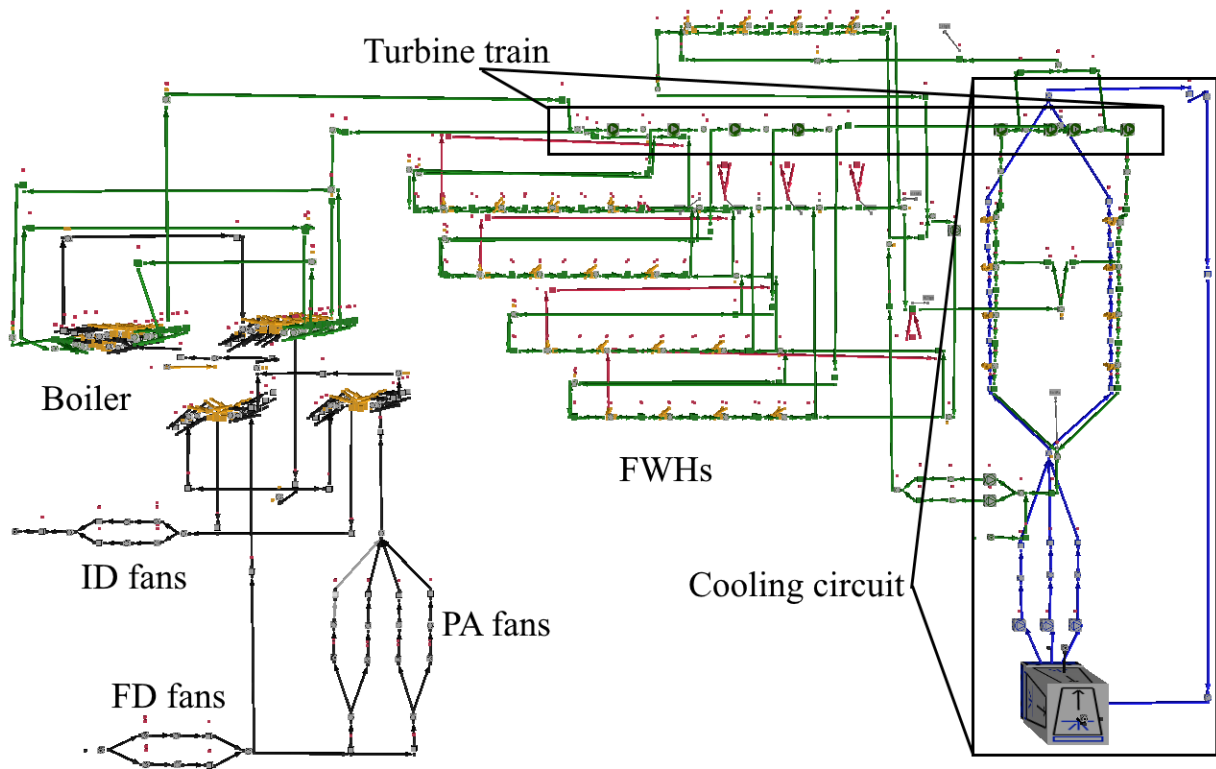 Turbine train
Boiler
FWHs
ID fans
PA fans
Cooling circuit
FD fans